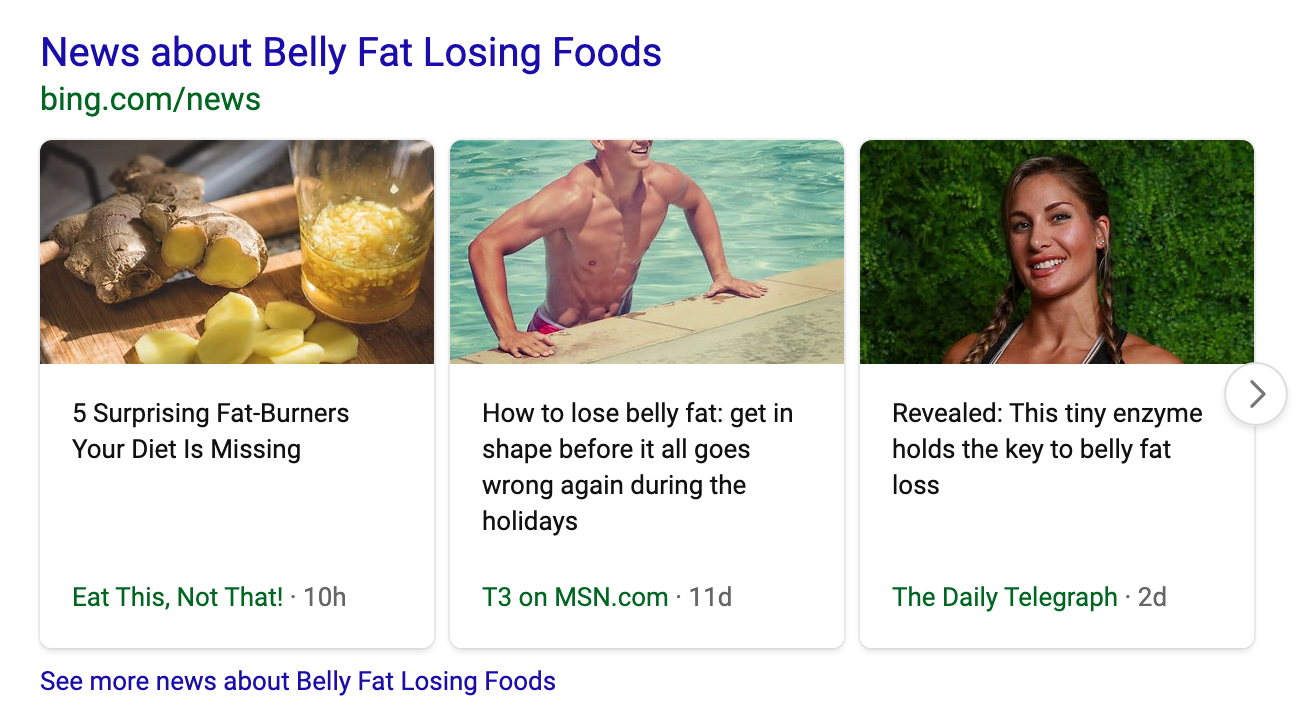 News about Belly Fat Losing Foods
bing.com/news
5 Surprising Fat-Burners
Your Diet Is Missing
Eat This, Not That! · 10h
How to lose belly fat: get in
shape before it all goes
wrong again during the
holidays
T3 on MSN.com · 11d
Revealed: This tiny enzyme
holds the key to belly fat
loss
The Daily Telegraph · 2d
See more news about Belly Fat Losing Foods